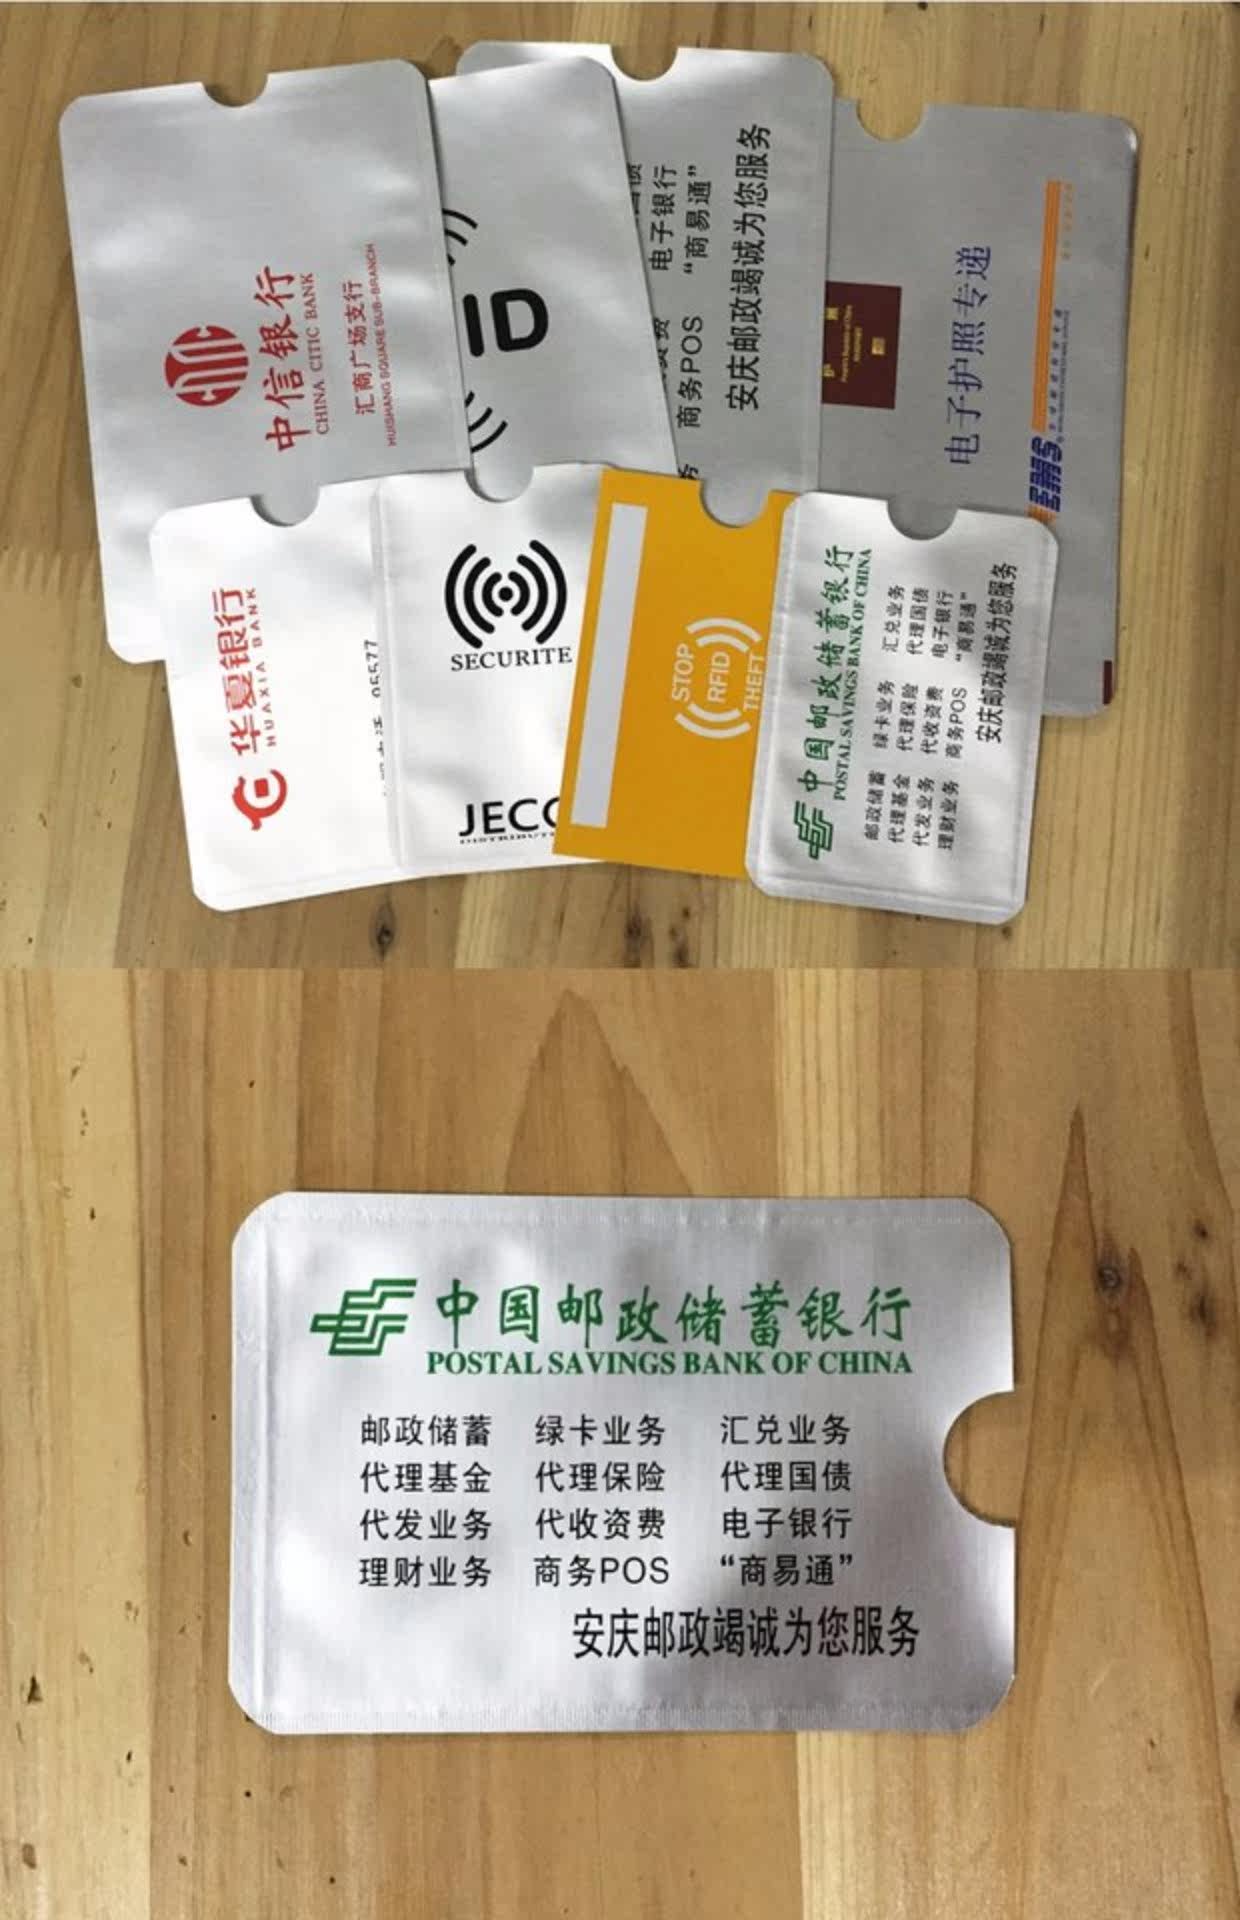 中信银行
CHINA CITIC BANK
汇商广场支行
HUISHANG SQUARE SUB-BRANCH
ID
电子银行
商务POS
“商易通”
安庆邮政竭诚为您服务
电子护照专递
EMS
华夏银行
HUAXIA BANK
95577
SECURITE
STOP
RFID
THEFT
中国邮政储蓄银行
POSTAL SAVINGS BANK OF CHINA
邮政储蓄 绿卡业务 汇兑业务
代理基金 代理保险 代理国债
代发业务 代收资费 电子银行
理财业务 商务POS “商易通”
安庆邮政竭诚为您服务
中国邮政储蓄银行
POSTAL SAVINGS BANK OF CHINA
邮政储蓄 绿卡业务 汇兑业务
代理基金 代理保险 代理国债
代发业务 代收资费 电子银行
理财业务 商务POS “商易通”
安庆邮政竭诚为您服务